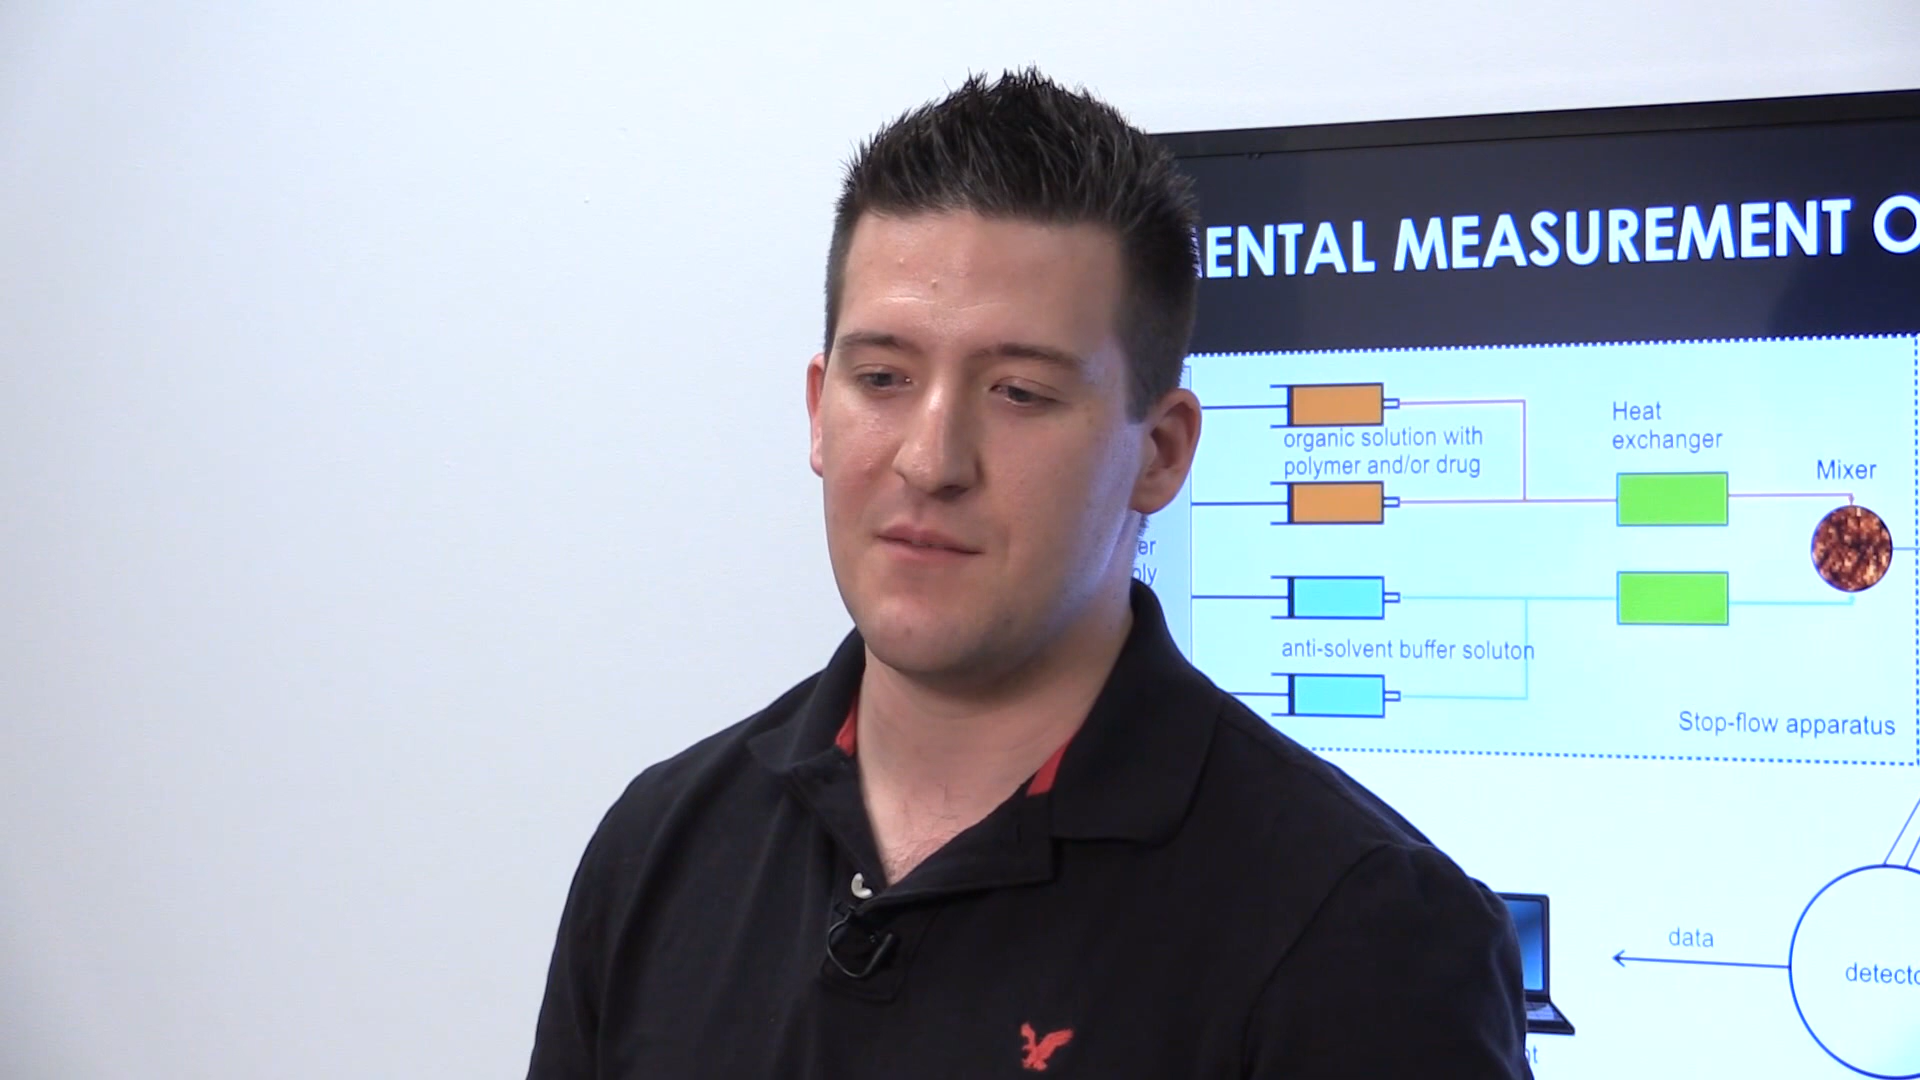 ENTAL MEASUREMENT O
organic solution with
polymer and/or drug
Heat
exchanger
Mixer
er
anti-solvent buffer soluton
Stop-flow apparatus
data
detecto